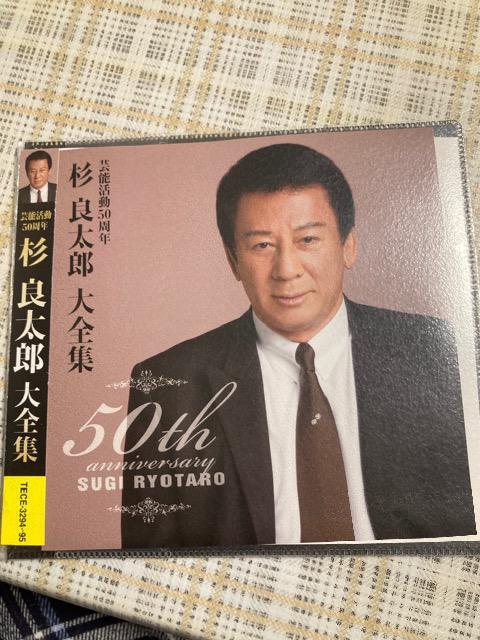 芸能活動
50周年
杉 良太郎 大全集
TECE-3294~95
芸能活動50周年
杉 良太郎 大全集
50th
anniversary
SUGI RYOTARO